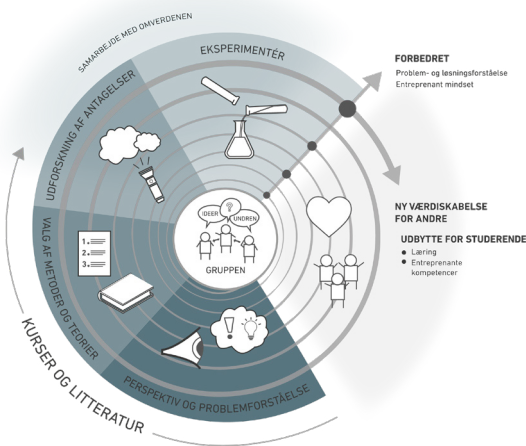 SAMARBEJDE MED OMVERDENEN
EKSPERIMENTÉR
UDFORSKNING AF ANTAGELSER
VALG AF METODER OG TEORIER
PERSPEKTIV OG PROBLEMFORSTÅELSE
KURSER OG LITTERATUR
IDEER
?
UNDREN
GRUPPEN
1.
2.
3.
!
FORBEDRET
Problem- og løsningsforståelse
Entreprenant mindset
NY VÆRDISKABELSE
FOR ANDRE
UDBYTTE FOR STUDERENDE
● Læring
● Entreprenante
kompetencer